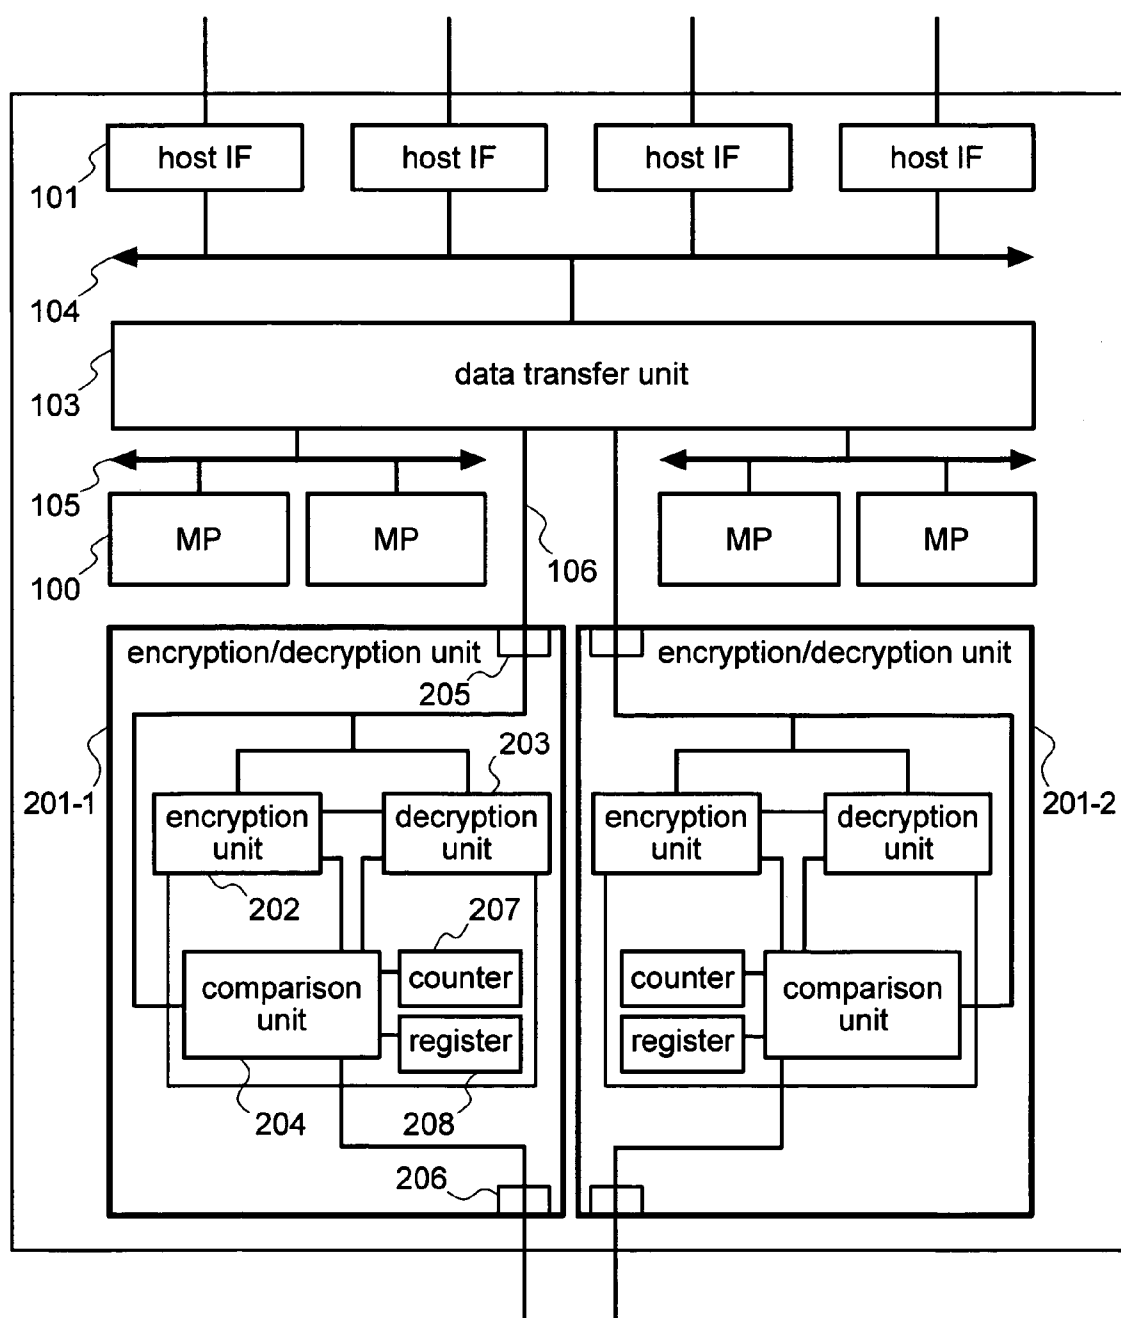 host IF host IF host IF host IF
101
104
data transfer unit
103
105
MP MP MP MP
100
106
encryption/decryption unit encryption/decryption unit
205
203
201-1
201-2
encryption decryption encryption decryption
unit unit unit unit
202
207
counter counter
comparison comparison
unit unit
register register
204
208
206